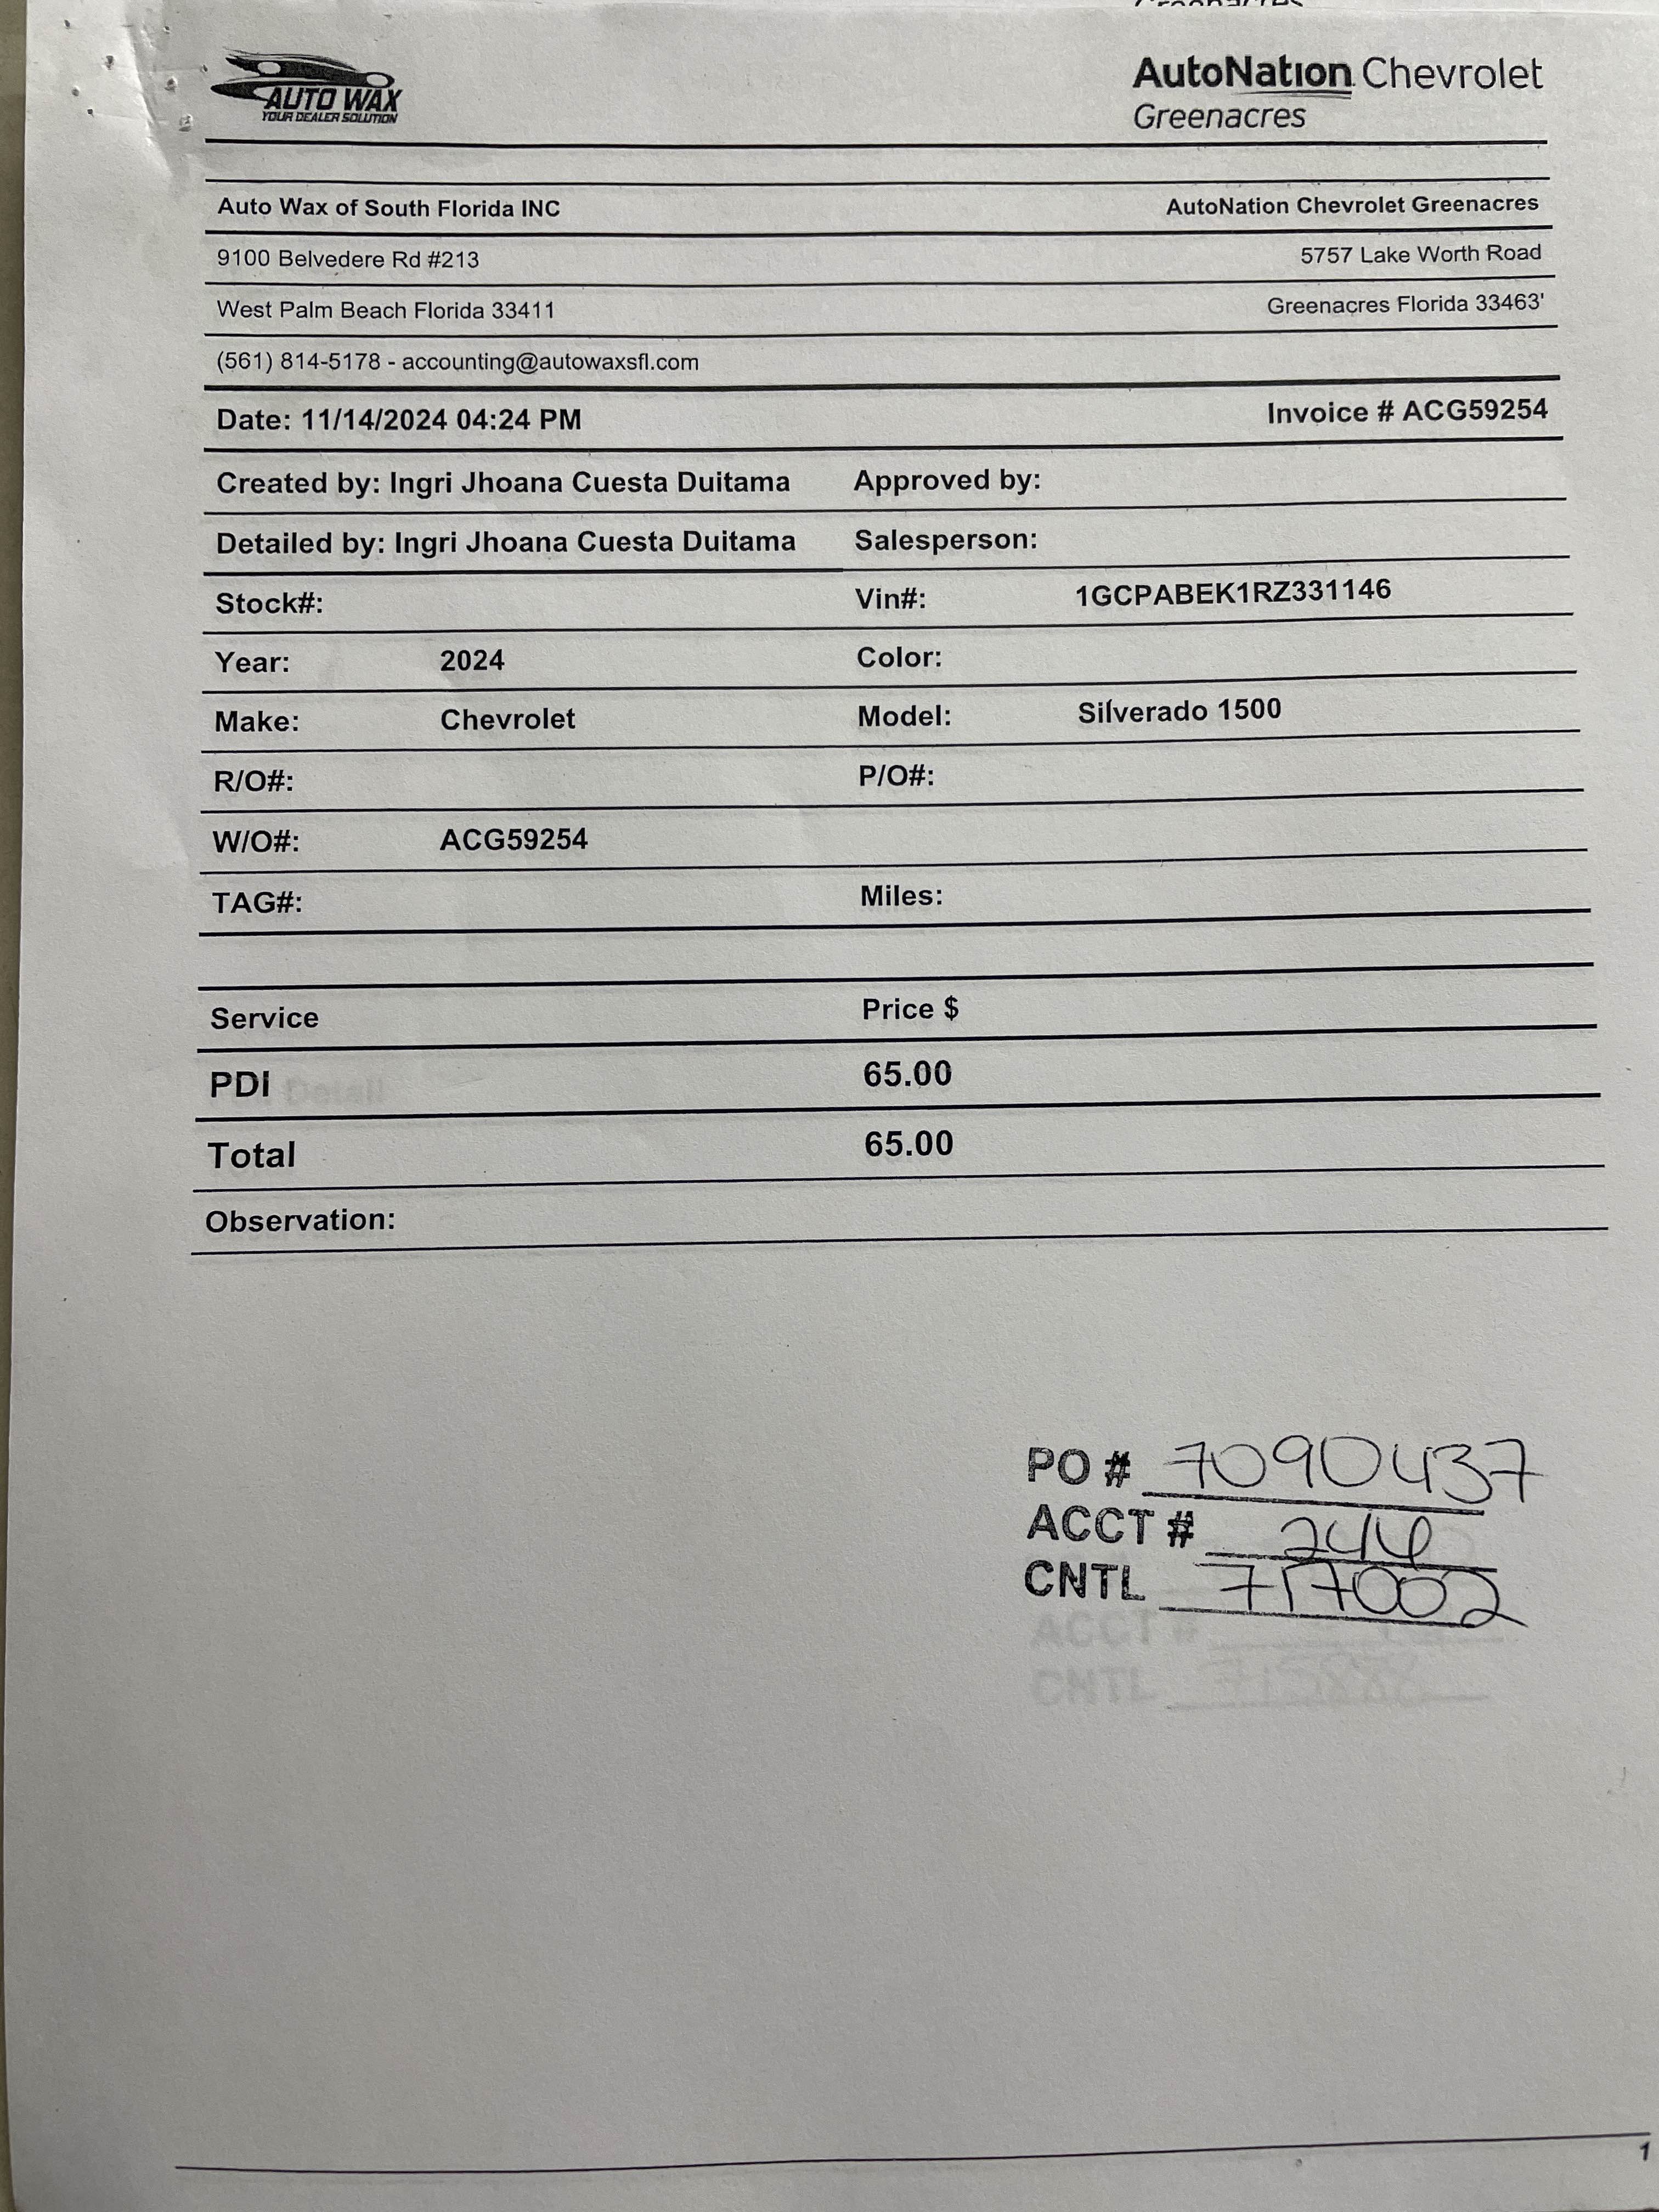 AUTO WAX
YOUR DEALER SOLUTION
AutoNation Chevrolet
Greenacres
Auto Wax of South Florida INC AutoNation Chevrolet Greenacres
9100 Belvedere Rd #213 5757 Lake Worth Road
West Palm Beach Florida 33411 Greenacres Florida 33463'
(561) 814-5178 - accounting@autowaxsfl.com
Date: 11/14/2024 04:24 PM Invoice # ACG59254
Created by: Ingri Jhoana Cuesta Duitama Approved by:
Detailed by: Ingri Jhoana Cuesta Duitama Salesperson:
Stock#: Vin#: 1GCPABEK1RZ331146
Year: 2024 Color:
Make: Chevrolet Model: Silverado 1500
R/O#: P/O#:
W/O#: ACG59254
TAG#: Miles:
Service Price $
PDI 65.00
Total 65.00
Observation:
PO # 7090437
ACCT # 244
CNTL 717002
ACCT #
CNTL
1